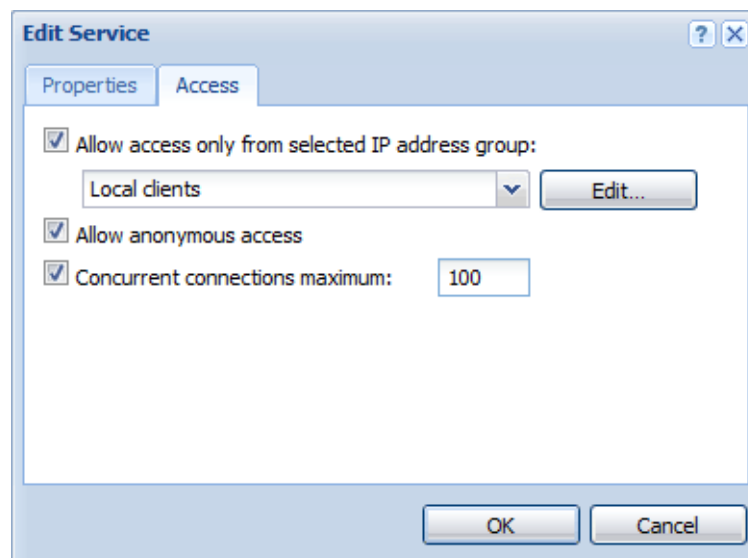 Edit Service
?
Properties Access
Allow access only from selected IP address group:
Local clients Edit...
Allow anonymous access
Concurrent connections maximum: 100
OK Cancel